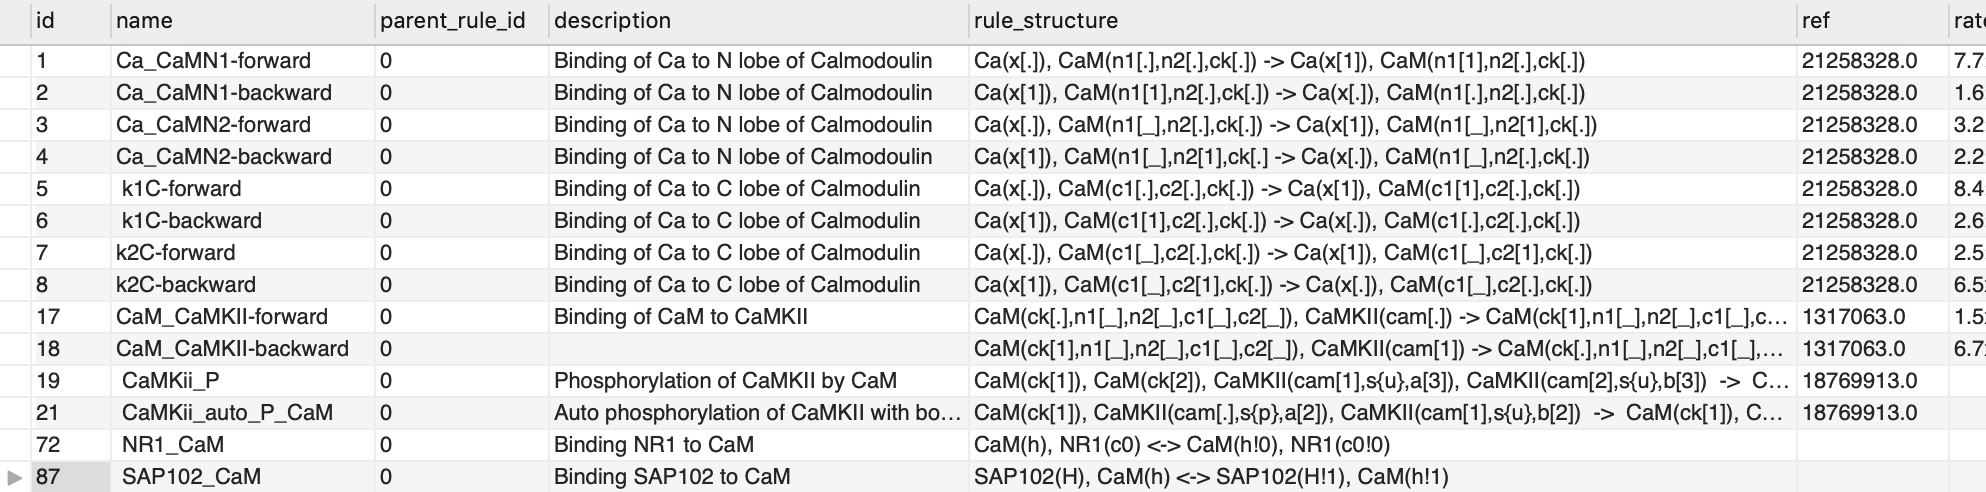 id name parent_rule_id description rule_structure ref rate
1 Ca_CaMN1-forward 0 Binding of Ca to N lobe of Calmodoulin Ca(x[.]), CaM(n1[.],n2[.],ck[.]) -> Ca(x[1]), CaM(n1[1],n2[.],ck[.]) 21258328.0 7.7
2 Ca_CaMN1-backward 0 Binding of Ca to N lobe of Calmodoulin Ca(x[1]), CaM(n1[1],n2[.],ck[.]) -> Ca(x[.]), CaM(n1[.],n2[.],ck[.]) 21258328.0 1.6
3 Ca_CaMN2-forward 0 Binding of Ca to N lobe of Calmodoulin Ca(x[.]), CaM(n1[_],n2[.],ck[.]) -> Ca(x[1]), CaM(n1[_],n2[1],ck[.]) 21258328.0 3.2
4 Ca_CaMN2-backward 0 Binding of Ca to N lobe of Calmodoulin Ca(x[1]), CaM(n1[_],n2[1],ck[.] -> Ca(x[.]), CaM(n1[_],n2[.],ck[.]) 21258328.0 2.2
5 k1C-forward 0 Binding of Ca to C lobe of Calmodulin Ca(x[.]), CaM(c1[.],c2[.],ck[.]) -> Ca(x[1]), CaM(c1[1],c2[.],ck[.]) 21258328.0 8.4
6 k1C-backward 0 Binding of Ca to C lobe of Calmodulin Ca(x[1]), CaM(c1[1],c2[.],ck[.]) -> Ca(x[.]), CaM(c1[.],c2[.],ck[.]) 21258328.0 2.6
7 k2C-forward 0 Binding of Ca to C lobe of Calmodulin Ca(x[.]), CaM(c1[_],c2[.],ck[.]) -> Ca(x[1]), CaM(c1[_],c2[1],ck[.]) 21258328.0 2.5
8 k2C-backward 0 Binding of Ca to C lobe of Calmodulin Ca(x[1]), CaM(c1[_],c2[1],ck[.]) -> Ca(x[.]), CaM(c1[_],c2[.],ck[.]) 21258328.0 6.5
17 CaM_CaMKII-forward 0 Binding of CaM to CaMKII CaM(ck[.],n1[_],n2[_],c1[_],c2[_]), CaMKII(cam[.]) -> CaM(ck[1],n1[_],n2[_],c1[_],c... 1317063.0 1.5
18 CaM_CaMKII-backward 0 CaM(ck[1],n1[_],n2[_],c1[_],c2[_]), CaMKII(cam[1]) -> CaM(ck[.],n1[_],n2[_],c1[_],... 1317063.0 6.7
19 CaMKii_P 0 Phosphorylation of CaMKII by CaM CaM(ck[1]), CaM(ck[2]), CaMKII(cam[1],s{u},a[3]), CaMKII(cam[2],s{u},b[3]) -> C... 18769913.0
21 CaMKii_auto_P_CaM 0 Auto phosphorylation of CaMKII with bo... CaM(ck[1]), CaMKII(cam[.],s{p},a[2]), CaMKII(cam[1],s{u},b[2]) -> CaM(ck[1]), C... 18769913.0
72 NR1_CaM 0 Binding NR1 to CaM CaM(h), NR1(c0) <-> CaM(h!0), NR1(c0!0)
87 SAP102_CaM 0 Binding SAP102 to CaM SAP102(H), CaM(h) <-> SAP102(H!1), CaM(h!1)